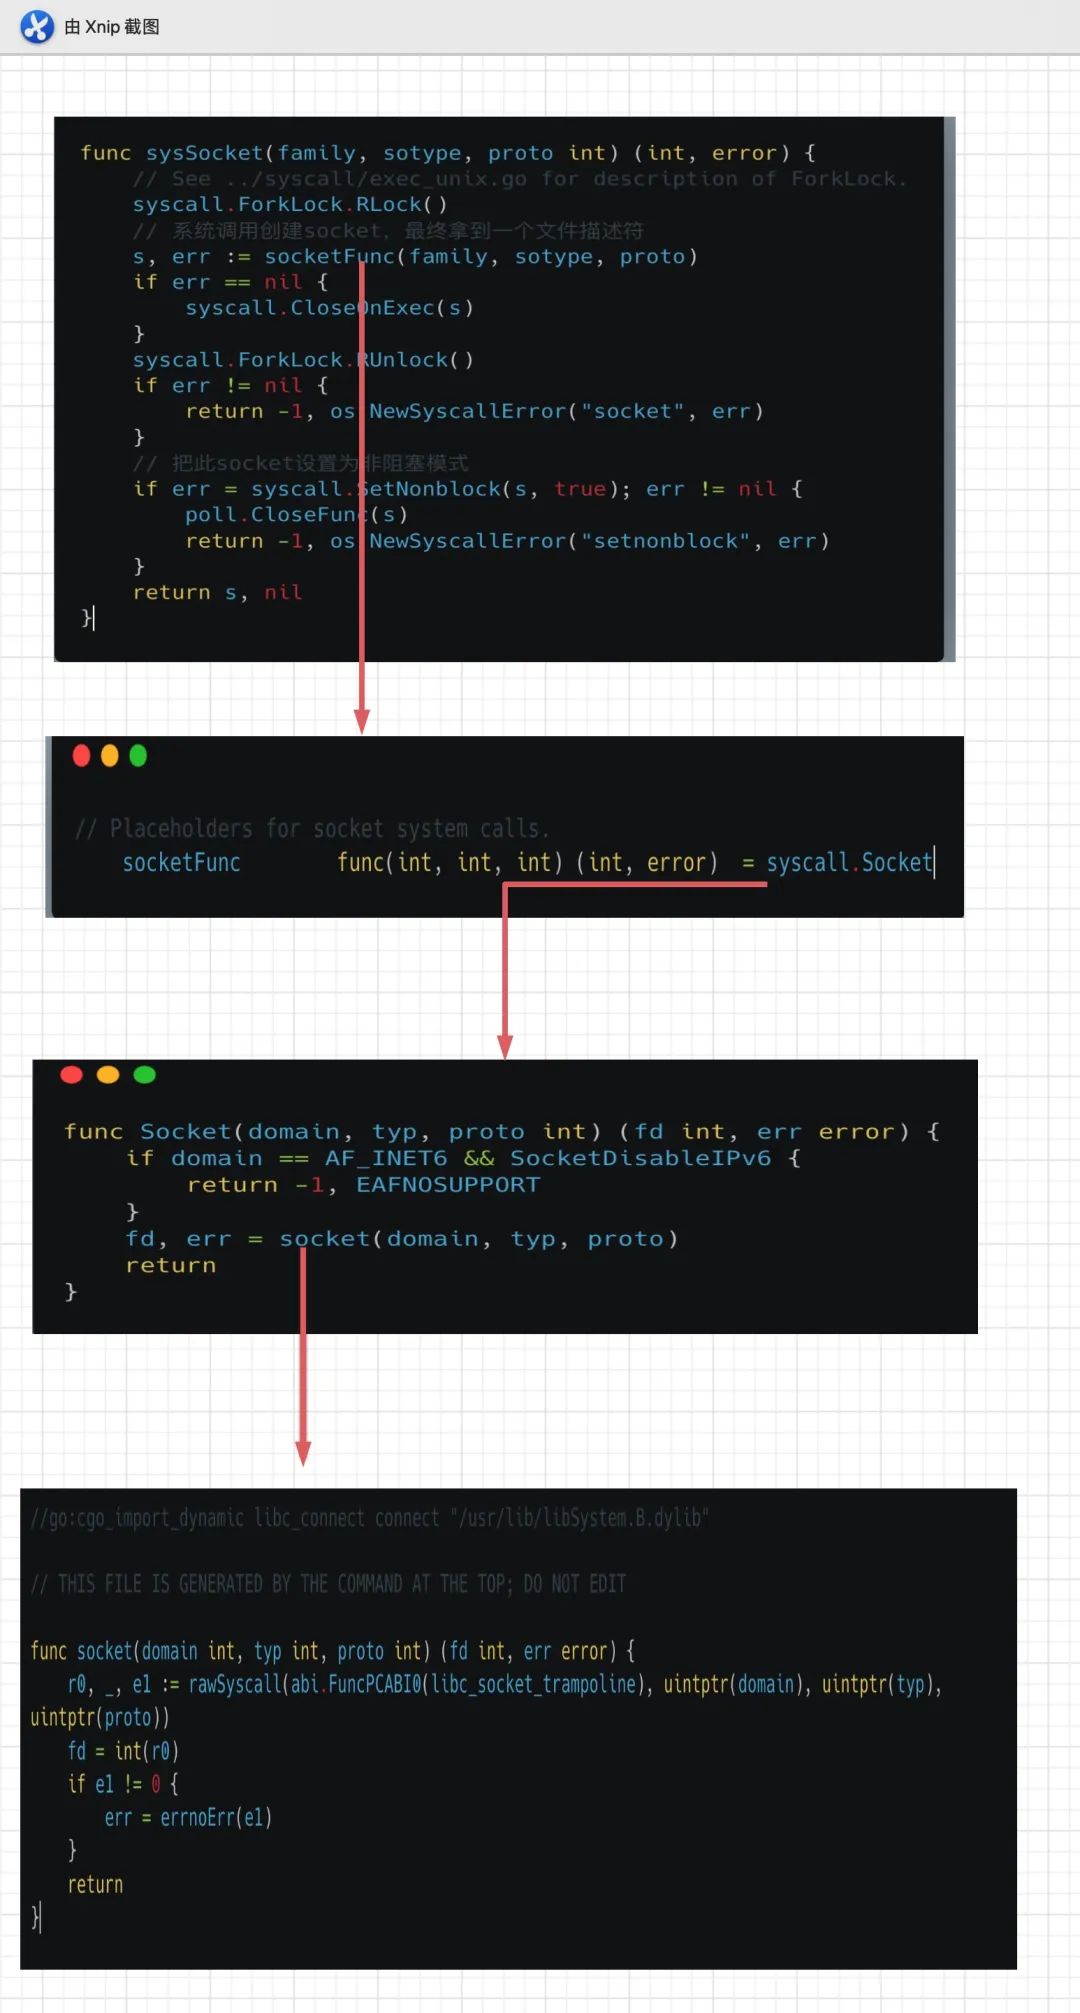 由 Xnip 截图
func sysSocket(family, sotype, proto int) (int, error) {
    // See ../syscall/exec_unix.go for description of ForkLock.
    syscall.ForkLock.RLock()
    // 系统调用创建socket，最终拿到一个文件描述符
    s, err := socketFunc(family, sotype, proto)
    if err == nil {
        syscall.CloseOnExec(s)
    }
    syscall.ForkLock.RUnlock()
    if err != nil {
        return -1, os.NewSyscallError("socket", err)
    }
    // 把此socket设置为非阻塞模式
    if err = syscall.SetNonblock(s, true); err != nil {
        poll.CloseFunc(s)
        return -1, os.NewSyscallError("setnonblock", err)
    }
    return s, nil
}
// Placeholders for socket system calls.
    socketFunc        func(int, int, int) (int, error)  = syscall.Socket
func Socket(domain, typ, proto int) (fd int, err error) {
    if domain == AF_INET6 && SocketDisableIPv6 {
        return -1, EAFNOSUPPORT
    }
    fd, err = socket(domain, typ, proto)
    return
}
//go:cgo_import_dynamic libc_connect connect "/usr/lib/libSystem.B.dylib"
// THIS FILE IS GENERATED BY THE COMMAND AT THE TOP; DO NOT EDIT
func socket(domain int, typ int, proto int) (fd int, err error) {
    r0, _, e1 := rawSyscall(abi.FuncPCABI0(libc_socket_trampoline), uintptr(domain), uintptr(typ),
uintptr(proto))
    fd = int(r0)
    if e1 != 0 {
        err = errnoErr(e1)
    }
    return
}